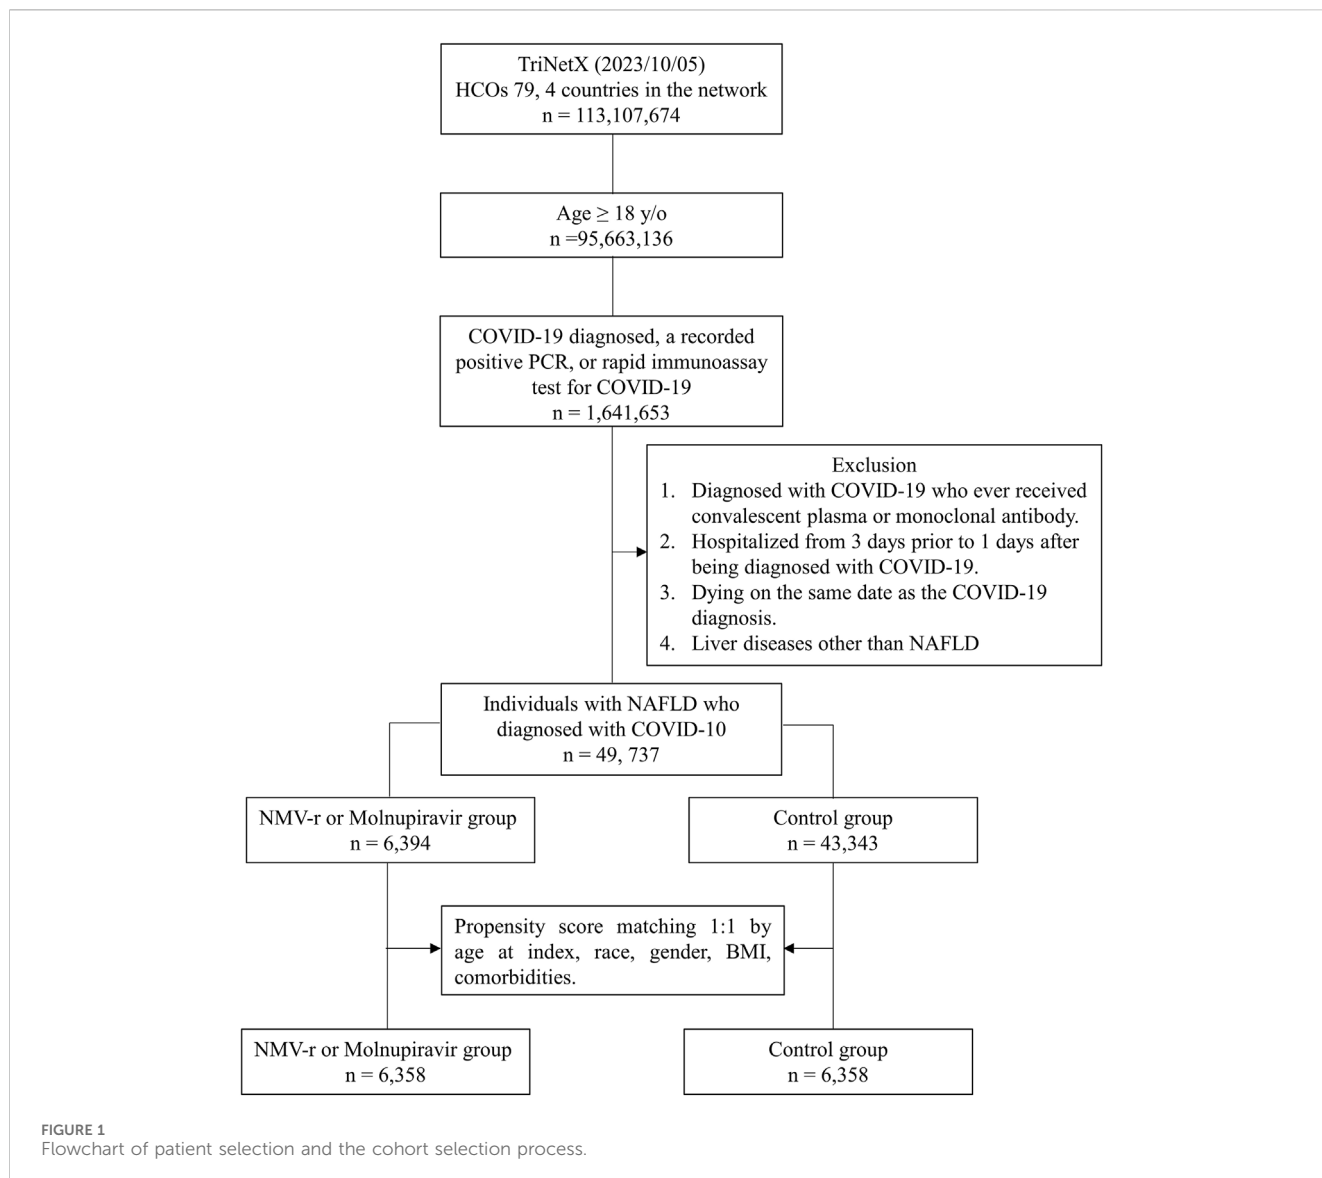 TriNetX (2023/10/05)
HCOs 79, 4 countries in the network
n = 113,107,674
Age ≥ 18 y/o
n =95,663,136
COVID-19 diagnosed, a recorded
positive PCR, or rapid immunoassay
test for COVID-19
n = 1,641,653
Exclusion
1. Diagnosed with COVID-19 who ever received
convalescent plasma or monoclonal antibody.
2. Hospitalized from 3 days prior to 1 days after
being diagnosed with COVID-19.
3. Dying on the same date as the COVID-19
diagnosis.
4. Liver diseases other than NAFLD
Individuals with NAFLD who
diagnosed with COVID-10
n = 49, 737
NMV-r or Molnupiravir group
n = 6,394
Control group
n = 43,343
Propensity score matching 1:1 by
age at index, race, gender, BMI,
comorbidities.
NMV-r or Molnupiravir group
n = 6,358
Control group
n = 6,358
FIGURE 1
Flowchart of patient selection and the cohort selection process.